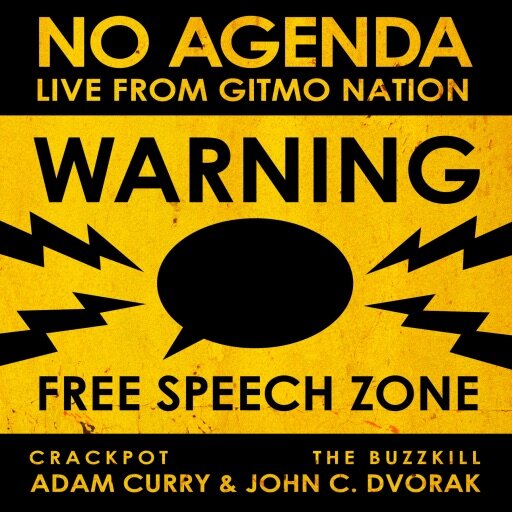 NO AGENDA
LIVE FROM GITMO NATION
WARNING
FREE SPEECH ZONE
CRACKPOT THE BUZZKILL
ADAM CURRY & JOHN C. DVORAK